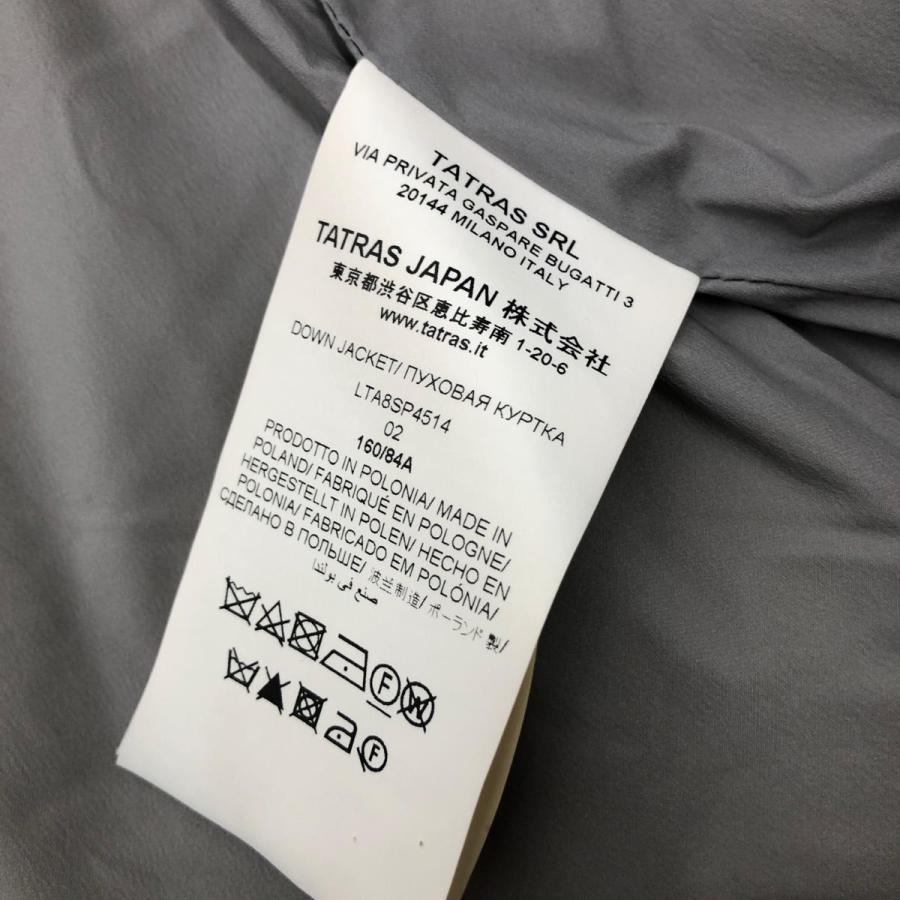 TATRAS SRL
VIA PRIVATA GASPARE BUGATTI 3
20144 MILANO ITALY
TATRAS JAPAN 株式会社
東京都渋谷区恵比寿南 1-20-6
www.tatras.it
DOWN JACKET/ ПУХОВАЯ КУРТКА
LTA8SP4514
02
160/84A
PRODOTTO IN POLONIA/ MADE IN
POLAND/ FABRIQUÉ EN POLOGNE/
HERGESTELLT IN POLEN/ HECHO EN
POLONIA/ FABRICADO EM POLÓNIA/
СДЕЛАНО В ПОЛЬШЕ/ 波兰制造/ ポーランド製/
صنع في بولندا
F W
F